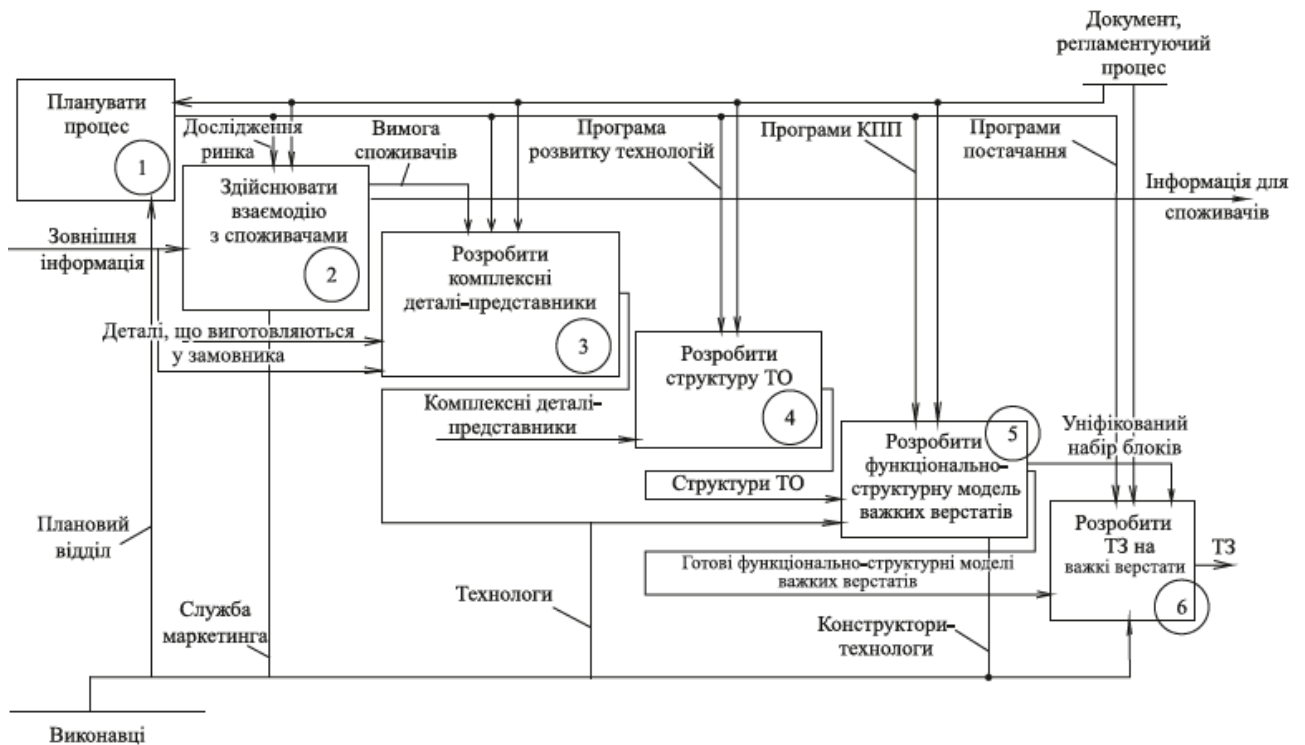 Документ,
регламентуючий
процес
Планувати
процес
1
Дослідження
ринка
Вимога
споживачів
Програма
розвитку технологій
Програми КПП
Програми
постачання
Здійснювати
взаємодію
з споживачами
2
Інформація для
споживачів
Зовнішня
інформація
Розробити
комплексні
деталі-представники
3
Деталі, що виготовляються
у замовника
Розробити
структуру ТО
4
Комплексні деталі-
представники
5
Розробити
функціонально-
структурну модель
важких верстатів
Уніфікований
набір блоків
Структури ТО
Розробити
ТЗ на
важкі верстати
6
ТЗ
Готові функціонально-структурні моделі
важких верстатів
Плановий
відділ
Служба
маркетинга
Технологи
Конструктори-
технологи
Виконавці